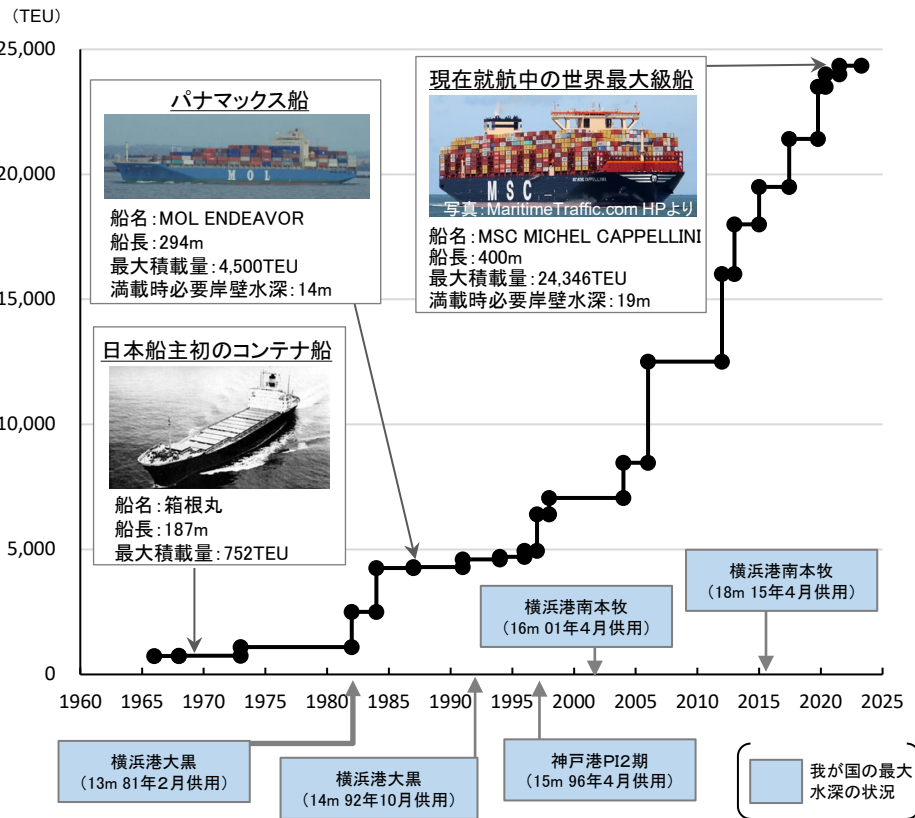 （TEU）
25,000
20,000
15,000
10,000
5,000
0
1960 1965 1970 1975 1980 1985 1990 1995 2000 2005 2010 2015 2020 2025
パナマックス船
MOL
船名：MOL ENDEAVOR
船長：294m
最大積載量：4,500TEU
満載時必要岸壁水深：14m
現在就航中の世界最大級船
MSC
写真：MaritimeTraffic.com HPより
船名：MSC MICHEL CAPPELLINI
船長：400m
最大積載量：24,346TEU
満載時必要岸壁水深：19m
日本船主初のコンテナ船
船名：箱根丸
船長：187m
最大積載量：752TEU
横浜港南本牧
（18m 15年４月供用）
横浜港南本牧
（16m 01年４月供用）
横浜港大黒
（13m 81年２月供用）
横浜港大黒
（14m 92年10月供用）
神戸港PI2期
（15m 96年４月供用）
我が国の最大
水深の状況